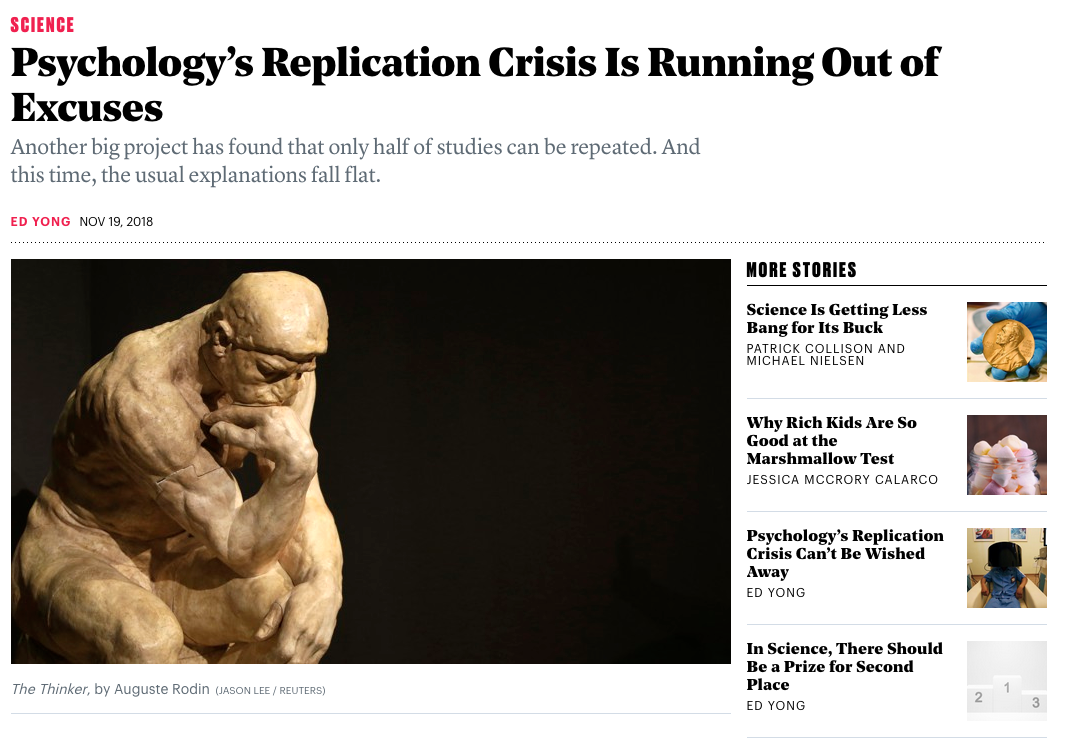 SCIENCE
Psychology’s Replication Crisis Is Running Out of
Excuses
Another big project has found that only half of studies can be repeated. And
this time, the usual explanations fall flat.
ED YONG NOV 19, 2018
The Thinker, by Auguste Rodin (JASON LEE / REUTERS)
MORE STORIES
Science Is Getting Less
Bang for Its Buck
PATRICK COLLISON AND
MICHAEL NIELSEN
Why Rich Kids Are So
Good at the
Marshmallow Test
JESSICA MCCRORY CALARCO
Psychology’s Replication
Crisis Can’t Be Wished
Away
ED YONG
In Science, There Should
Be a Prize for Second
Place
ED YONG
2 1 3